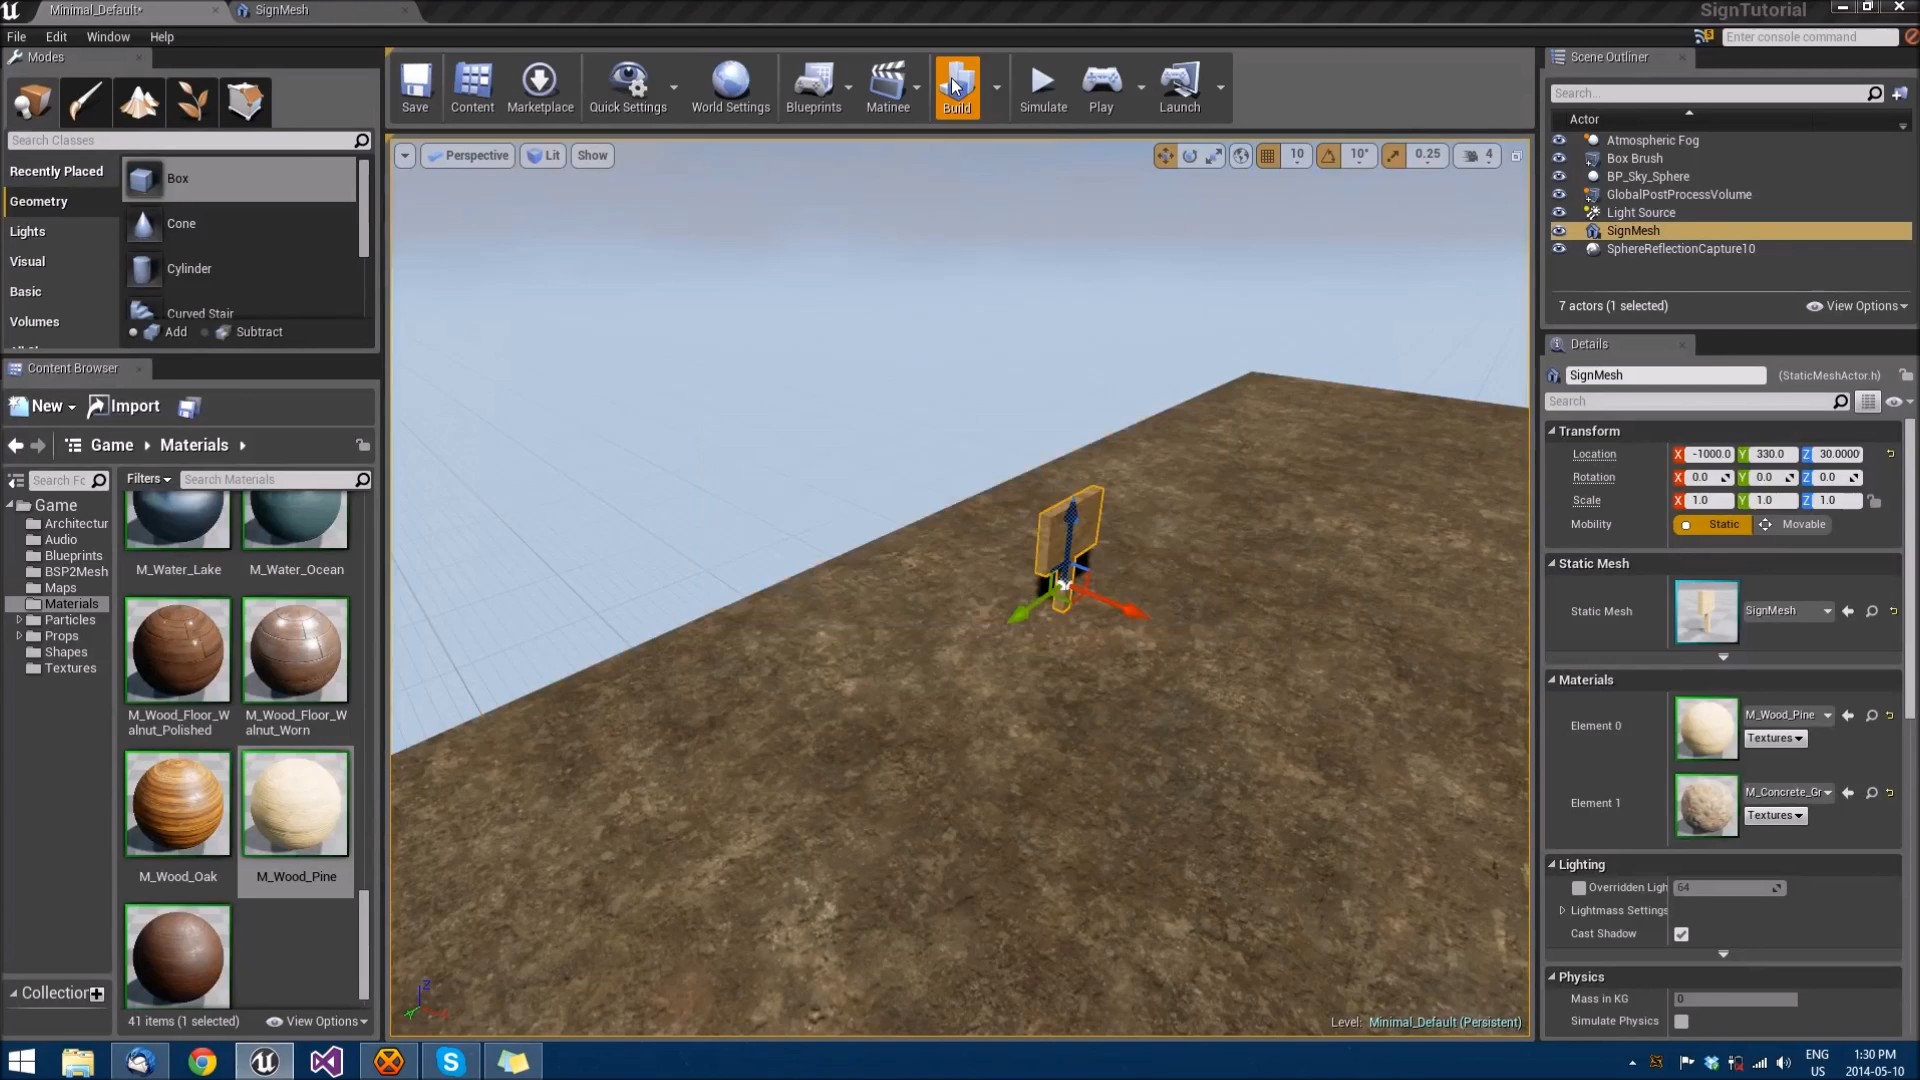 Minimal_Default*
SignMesh
SignTutorial
File Edit Window Help
Enter console command
Modes
Search Classes
Recently Placed
Geometry
Lights
Visual
Basic
Volumes
Box
Cone
Cylinder
Curved Stair
Add
Subtract
Save
Content
Marketplace
Quick Settings
World Settings
Blueprints
Matinee
Build
Simulate
Play
Launch
Perspective
Lit
Show
10
10°
0.25
4
Content Browser
New
Import
Game
Materials
Search Fo
Filters
Search Materials
Game
Architectur
Audio
Blueprints
BSP2Mesh
Maps
Materials
Particles
Props
Shapes
Textures
Collection
M_Water_Lake
M_Water_Ocean
M_Wood_Floor_W
alnut_Polished
M_Wood_Floor_W
alnut_Worn
M_Wood_Oak
M_Wood_Pine
41 items (1 selected)
View Options
Z
Level: Minimal_Default (Persistent)
Scene Outliner
Search...
Actor
Atmospheric Fog
Box Brush
BP_Sky_Sphere
GlobalPostProcessVolume
Light Source
SignMesh
SphereReflectionCapture10
7 actors (1 selected)
View Options
Details
SignMesh
(StaticMeshActor.h)
Search
Transform
Location X -1000.0 Y 330.0 Z 30.0000
Rotation X 0.0 Y 0.0 Z 0.0
Scale X 1.0 Y 1.0 Z 1.0
Mobility Static Movable
Static Mesh
Static Mesh SignMesh
Materials
Element 0
M_Wood_Pine
Textures
Element 1
M_Concrete_Gr
Textures
Lighting
Overridden Ligh 64
Lightmass Settings
Cast Shadow
Physics
Mass in KG 0
Simulate Physics
ENG
US
1:30 PM
2014-05-10